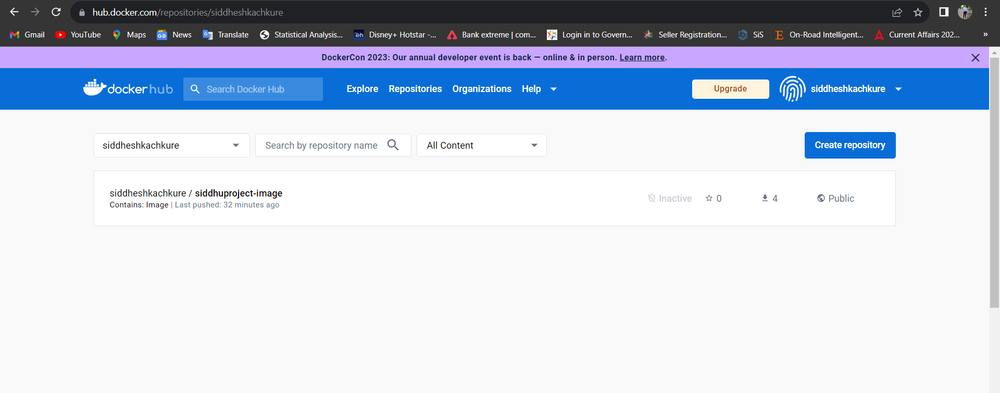 hub.docker.com/repositories/siddheshkachkure
Gmail YouTube Maps News Translate Statistical Analysis... Disney+ Hotstar -... Bank extreme | com... Login in to Govern... Seller Registration... SiS On-Road Intelligent... Current Affairs 202... »
DockerCon 2023: Our annual developer event is back – online & in person. Learn more.
docker hub Search Docker Hub Explore Repositories Organizations Help Upgrade siddheshkachkure
siddheshkachkure Search by repository name All Content Create repository
siddheshkachkure / siddhuproject-image
Contains: Image | Last pushed: 32 minutes ago
Inactive 0 4 Public